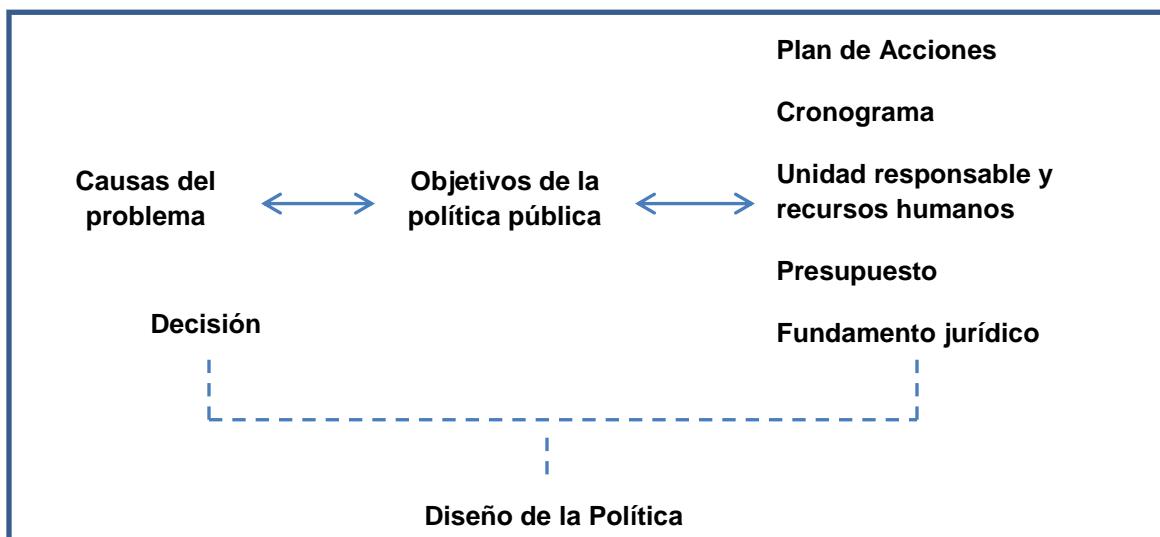 Causas del
problema
Decisión
Objetivos de la
política pública
Plan de Acciones
Cronograma
Unidad responsable y
recursos humanos
Presupuesto
Fundamento jurídico
Diseño de la Política